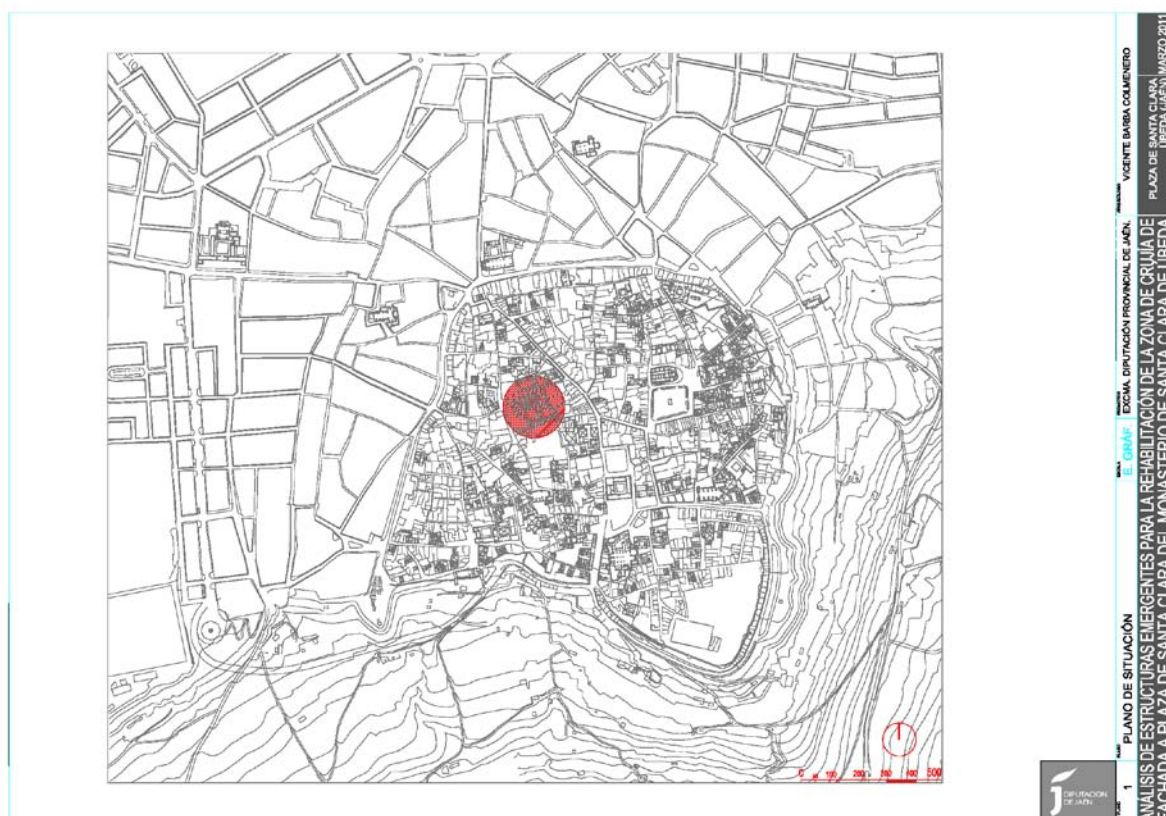 ANÁLISIS DE ESTRUCTURAS EMERGENTES PARA LA REHABILITACIÓN DE LA ZONA DE CRUJÍA DE
FACHADA A PLAZA DE SANTA CLARA DEL MONASTERIO DE SANTA CLARA DE ÚBEDA
PLAZA DE SANTA CLARA
ÚBEDA (JAÉN) MARZO 2011
1
PLANO DE SITUACIÓN
E. GRÁF.
EXCMA. DIPUTACIÓN PROVINCIAL DE JAÉN.
VICENTE BARBA COLMENERO
DIPUTACIÓN
DE JAÉN
0 50 100 200 300 400 500